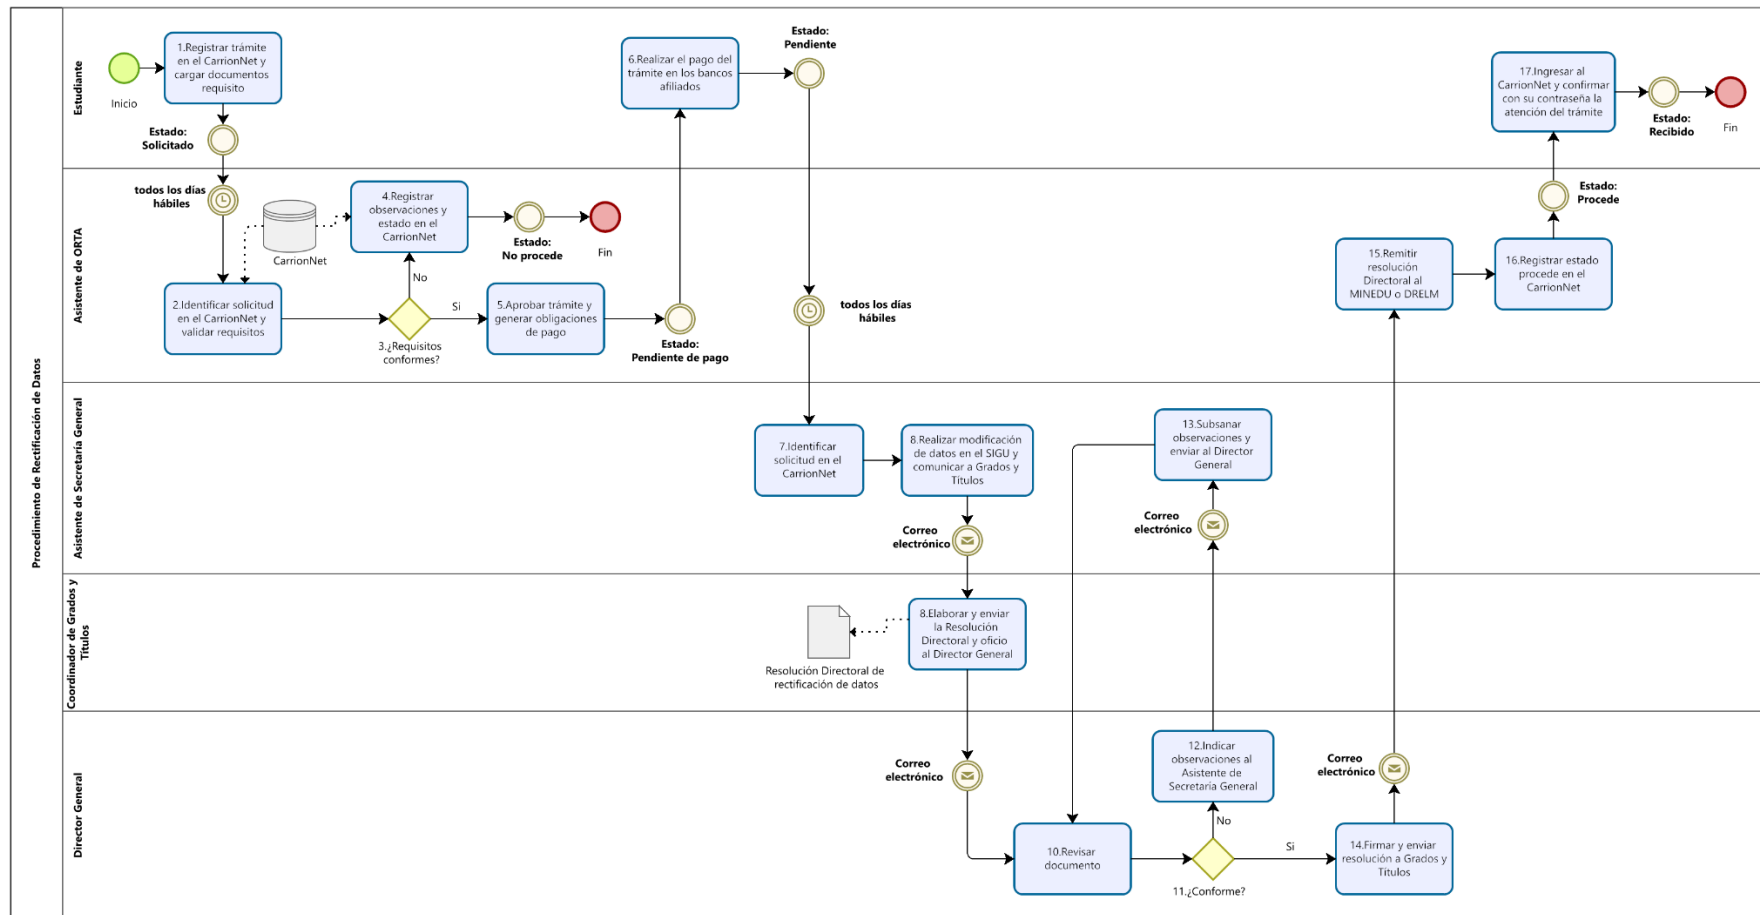 Procedimiento de Rectificación de Datos
Estudiante
Inicio
1.Registrar trámite
en el CarrionNet y
cargar documentos
requisito
Estado:
Solicitado
6.Realizar el pago del
trámite en los bancos
afiliados
Estado:
Pendiente
17.Ingresar al
CarrionNet y confirmar
con su contraseña la
atención del trámite
Estado:
Recibido
Fin
Asistente de ORTA
todos los días
hábiles
CarrionNet
2.Identificar solicitud
en el CarrionNet y
validar requisitos
3.¿Requisitos
conformes?
No
4.Registrar
observaciones y
estado en el
CarrionNet
Estado:
No procede
Fin
Si
5.Aprobar trámite y
generar obligaciones
de pago
Estado:
Pendiente de pago
todos los días
hábiles
15.Remitir
resolución
Directoral al
MINEDU o DRELM
16.Registrar estado
procede en el
CarrionNet
Estado:
Procede
Asistente de Secretaría General
7.Identificar
solicitud en el
CarrionNet
8.Realizar modificación
de datos en el SIGU y
comunicar a Grados y
Títulos
Correo
electrónico
13.Subsanar
observaciones y
enviar al Director
General
Correo
electrónico
Coordinador de Grados y
Títulos
8.Elaborar y enviar
la Resolución
Directoral y oficio
al Director General
Resolución Directoral de
rectificación de datos
Director General
Correo
electrónico
10.Revisar
documento
11.¿Conforme?
No
12.Indicar
observaciones al
Asistente de
Secretaria General
Si
14.Firmar y enviar
resolución a Grados y
Títulos
Correo
electrónico